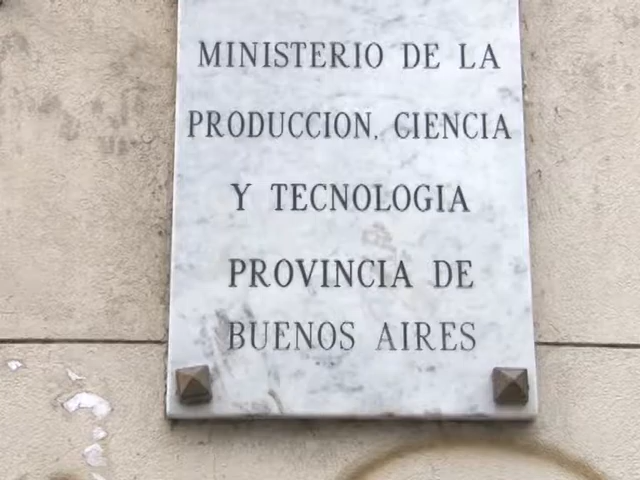 MINISTERIO DE LA
PRODUCCION, CIENCIA
Y TECNOLOGIA
PROVINCIA DE
BUENOS AIRES